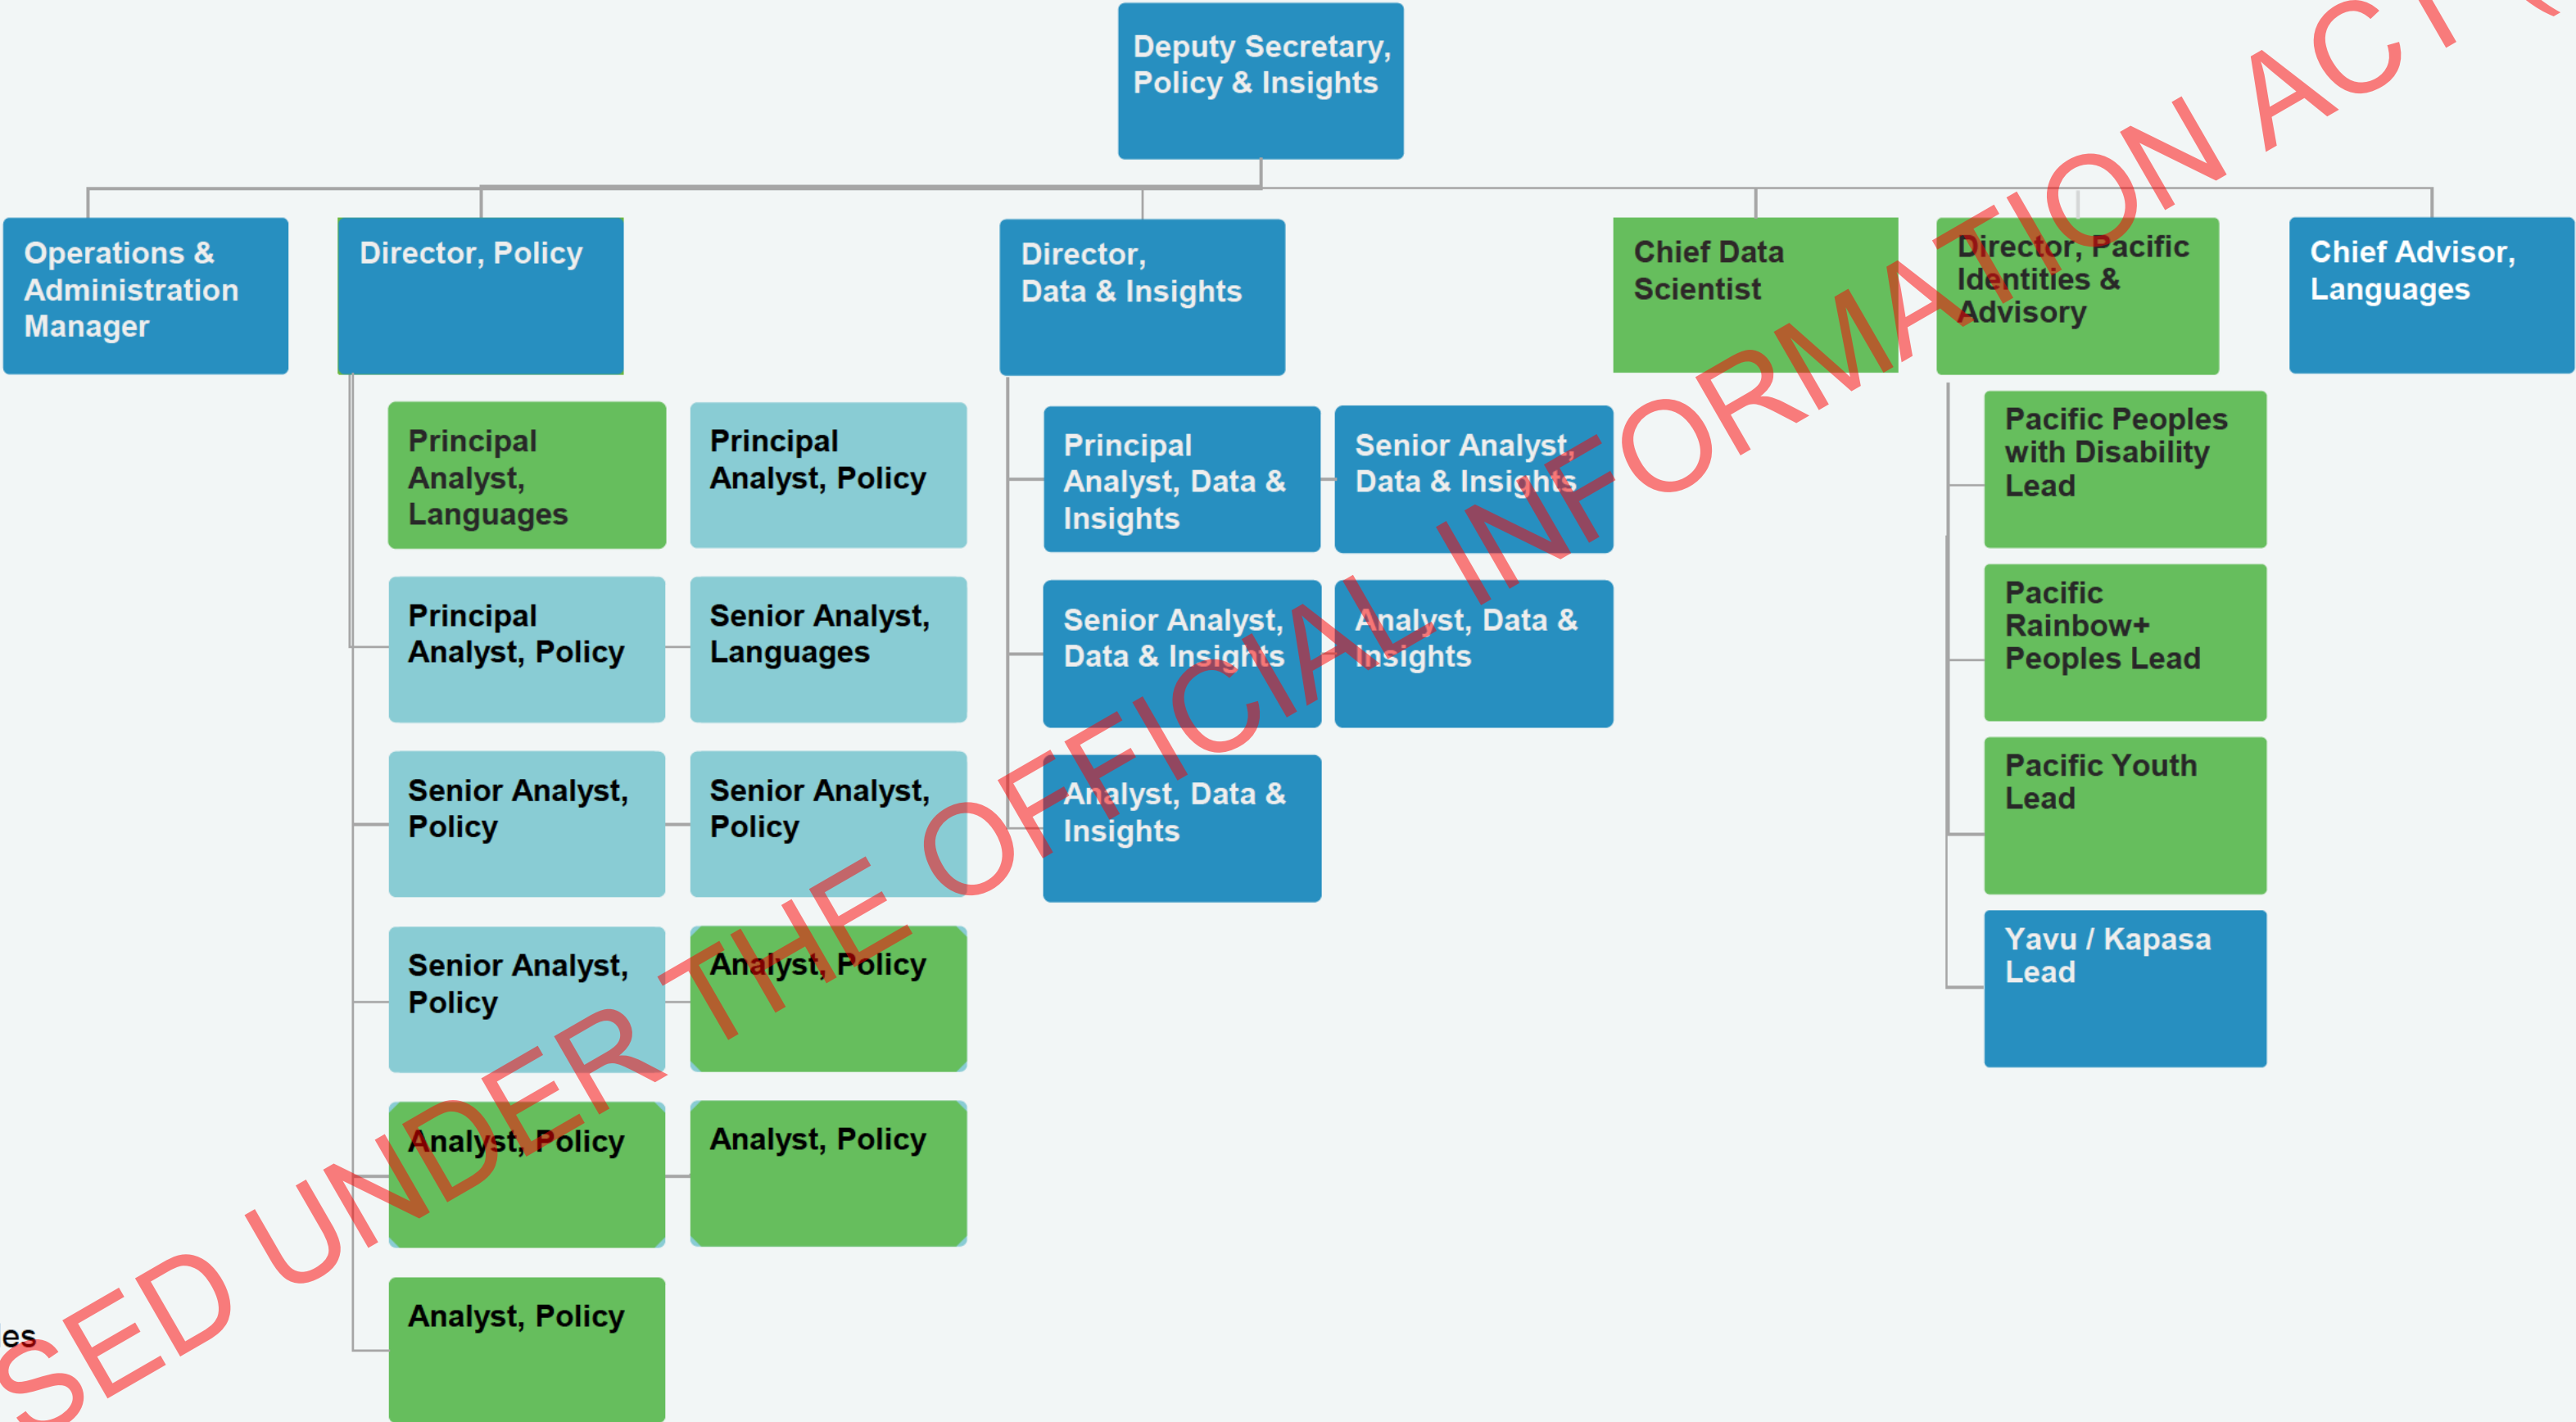 Deputy Secretary,
Policy & Insights
Operations &
Administration
Manager
Director, Policy
Director,
Data & Insights
Chief Data
Scientist
Director, Pacific
Identities &
Advisory
Chief Advisor,
Languages
Principal
Analyst,
Languages
Principal
Analyst, Policy
Principal
Analyst, Policy
Senior Analyst,
Languages
Senior Analyst,
Policy
Senior Analyst,
Policy
Senior Analyst,
Policy
Analyst, Policy
Analyst, Policy
Analyst, Policy
Analyst, Policy
Principal
Analyst, Data &
Insights
Senior Analyst,
Data & Insights
Senior Analyst,
Data & Insights
Analyst, Data &
Insights
Analyst, Data &
Insights
Pacific Peoples
with Disability
Lead
Pacific
Rainbow+
Peoples Lead
Pacific Youth
Lead
Yavu / Kapasa
Lead
les
SED UNDER THE OFFICIAL INFORMATION ACT